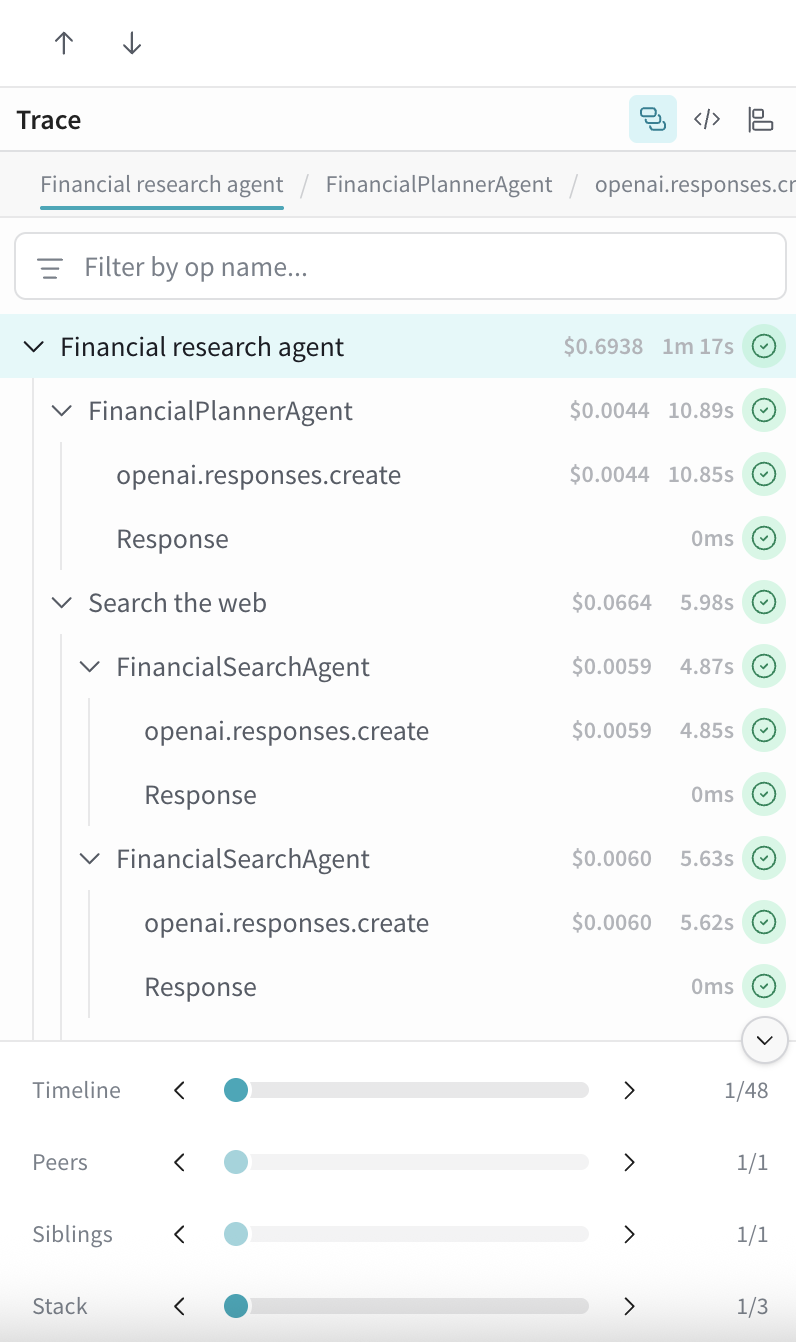 Trace
Financial research agent / FinancialPlannerAgent / openai.responses.cr
Filter by op name...
Financial research agent $0.6938 1m 17s
FinancialPlannerAgent $0.0044 10.89s
openai.responses.create $0.0044 10.85s
Response 0ms
Search the web $0.0664 5.98s
FinancialSearchAgent $0.0059 4.87s
openai.responses.create $0.0059 4.85s
Response 0ms
FinancialSearchAgent $0.0060 5.63s
openai.responses.create $0.0060 5.62s
Response 0ms
Timeline 1/48
Peers 1/1
Siblings 1/1
Stack 1/3